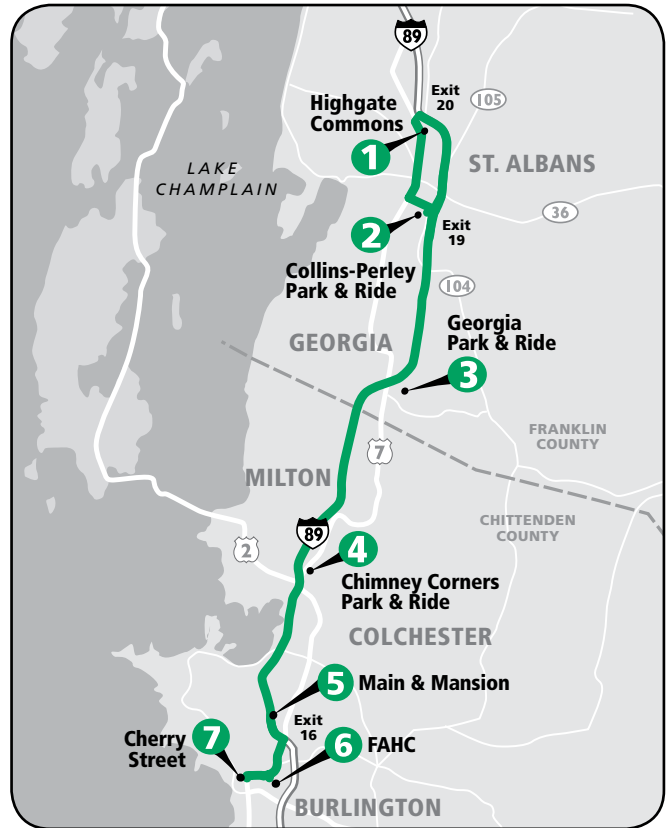 89
Exit
20
105
Highgate
Commons
1
LAKE
CHAMPLAIN
ST. ALBANS
36
2
Exit
19
Collins-Perley
Park & Ride
104
Georgia
Park & Ride
GEORGIA
3
FRANKLIN
COUNTY
7
MILTON
CHITTENDEN
COUNTY
89
2
4
Chimney Corners
Park & Ride
COLCHESTER
5 Main & Mansion
Exit
16
Cherry
Street
7
6 FAHC
BURLINGTON